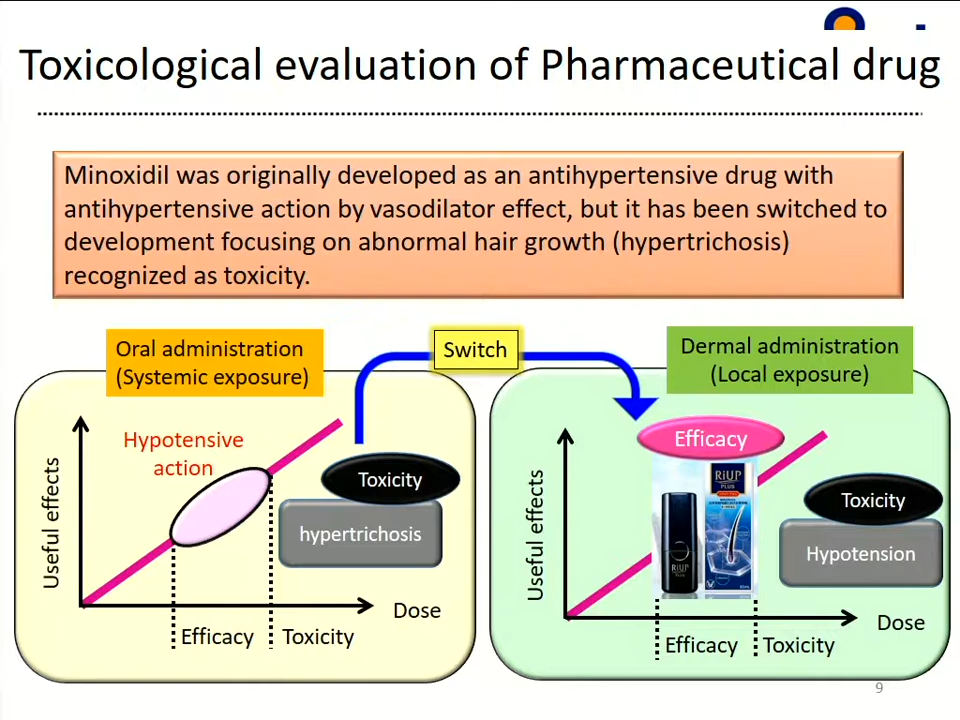 Toxicological evaluation of Pharmaceutical drug
Minoxidil was originally developed as an antihypertensive drug with
antihypertensive action by vasodilator effect, but it has been switched to
development focusing on abnormal hair growth (hypertrichosis)
recognized as toxicity.
Oral administration
(Systemic exposure)
Switch
Dermal administration
(Local exposure)
Hypotensive
action
Useful effects
Toxicity
hypertrichosis
Dose
Efficacy
Toxicity
Efficacy
RiUP
PLUS
RiUP
PLUS
Useful effects
Toxicity
Hypotension
Dose
Efficacy
Toxicity
9